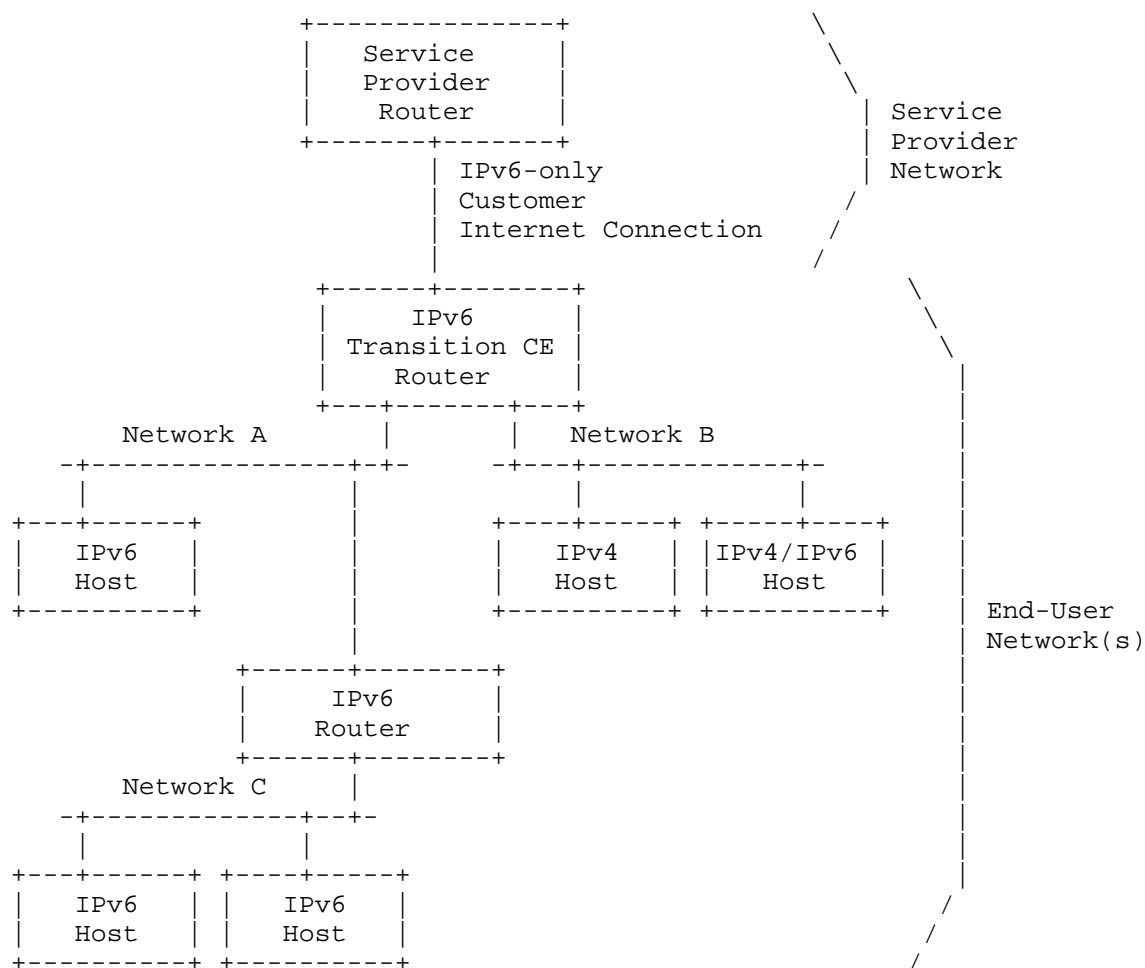 Service
Provider
Router
Service
Provider
Network
IPv6-only
Customer
Internet Connection
IPv6
Transition CE
Router
Network A
Network B
IPv6
Host
IPv4
Host
IPv4/IPv6
Host
End-User
Network(s)
IPv6
Router
Network C
IPv6
Host
IPv6
Host